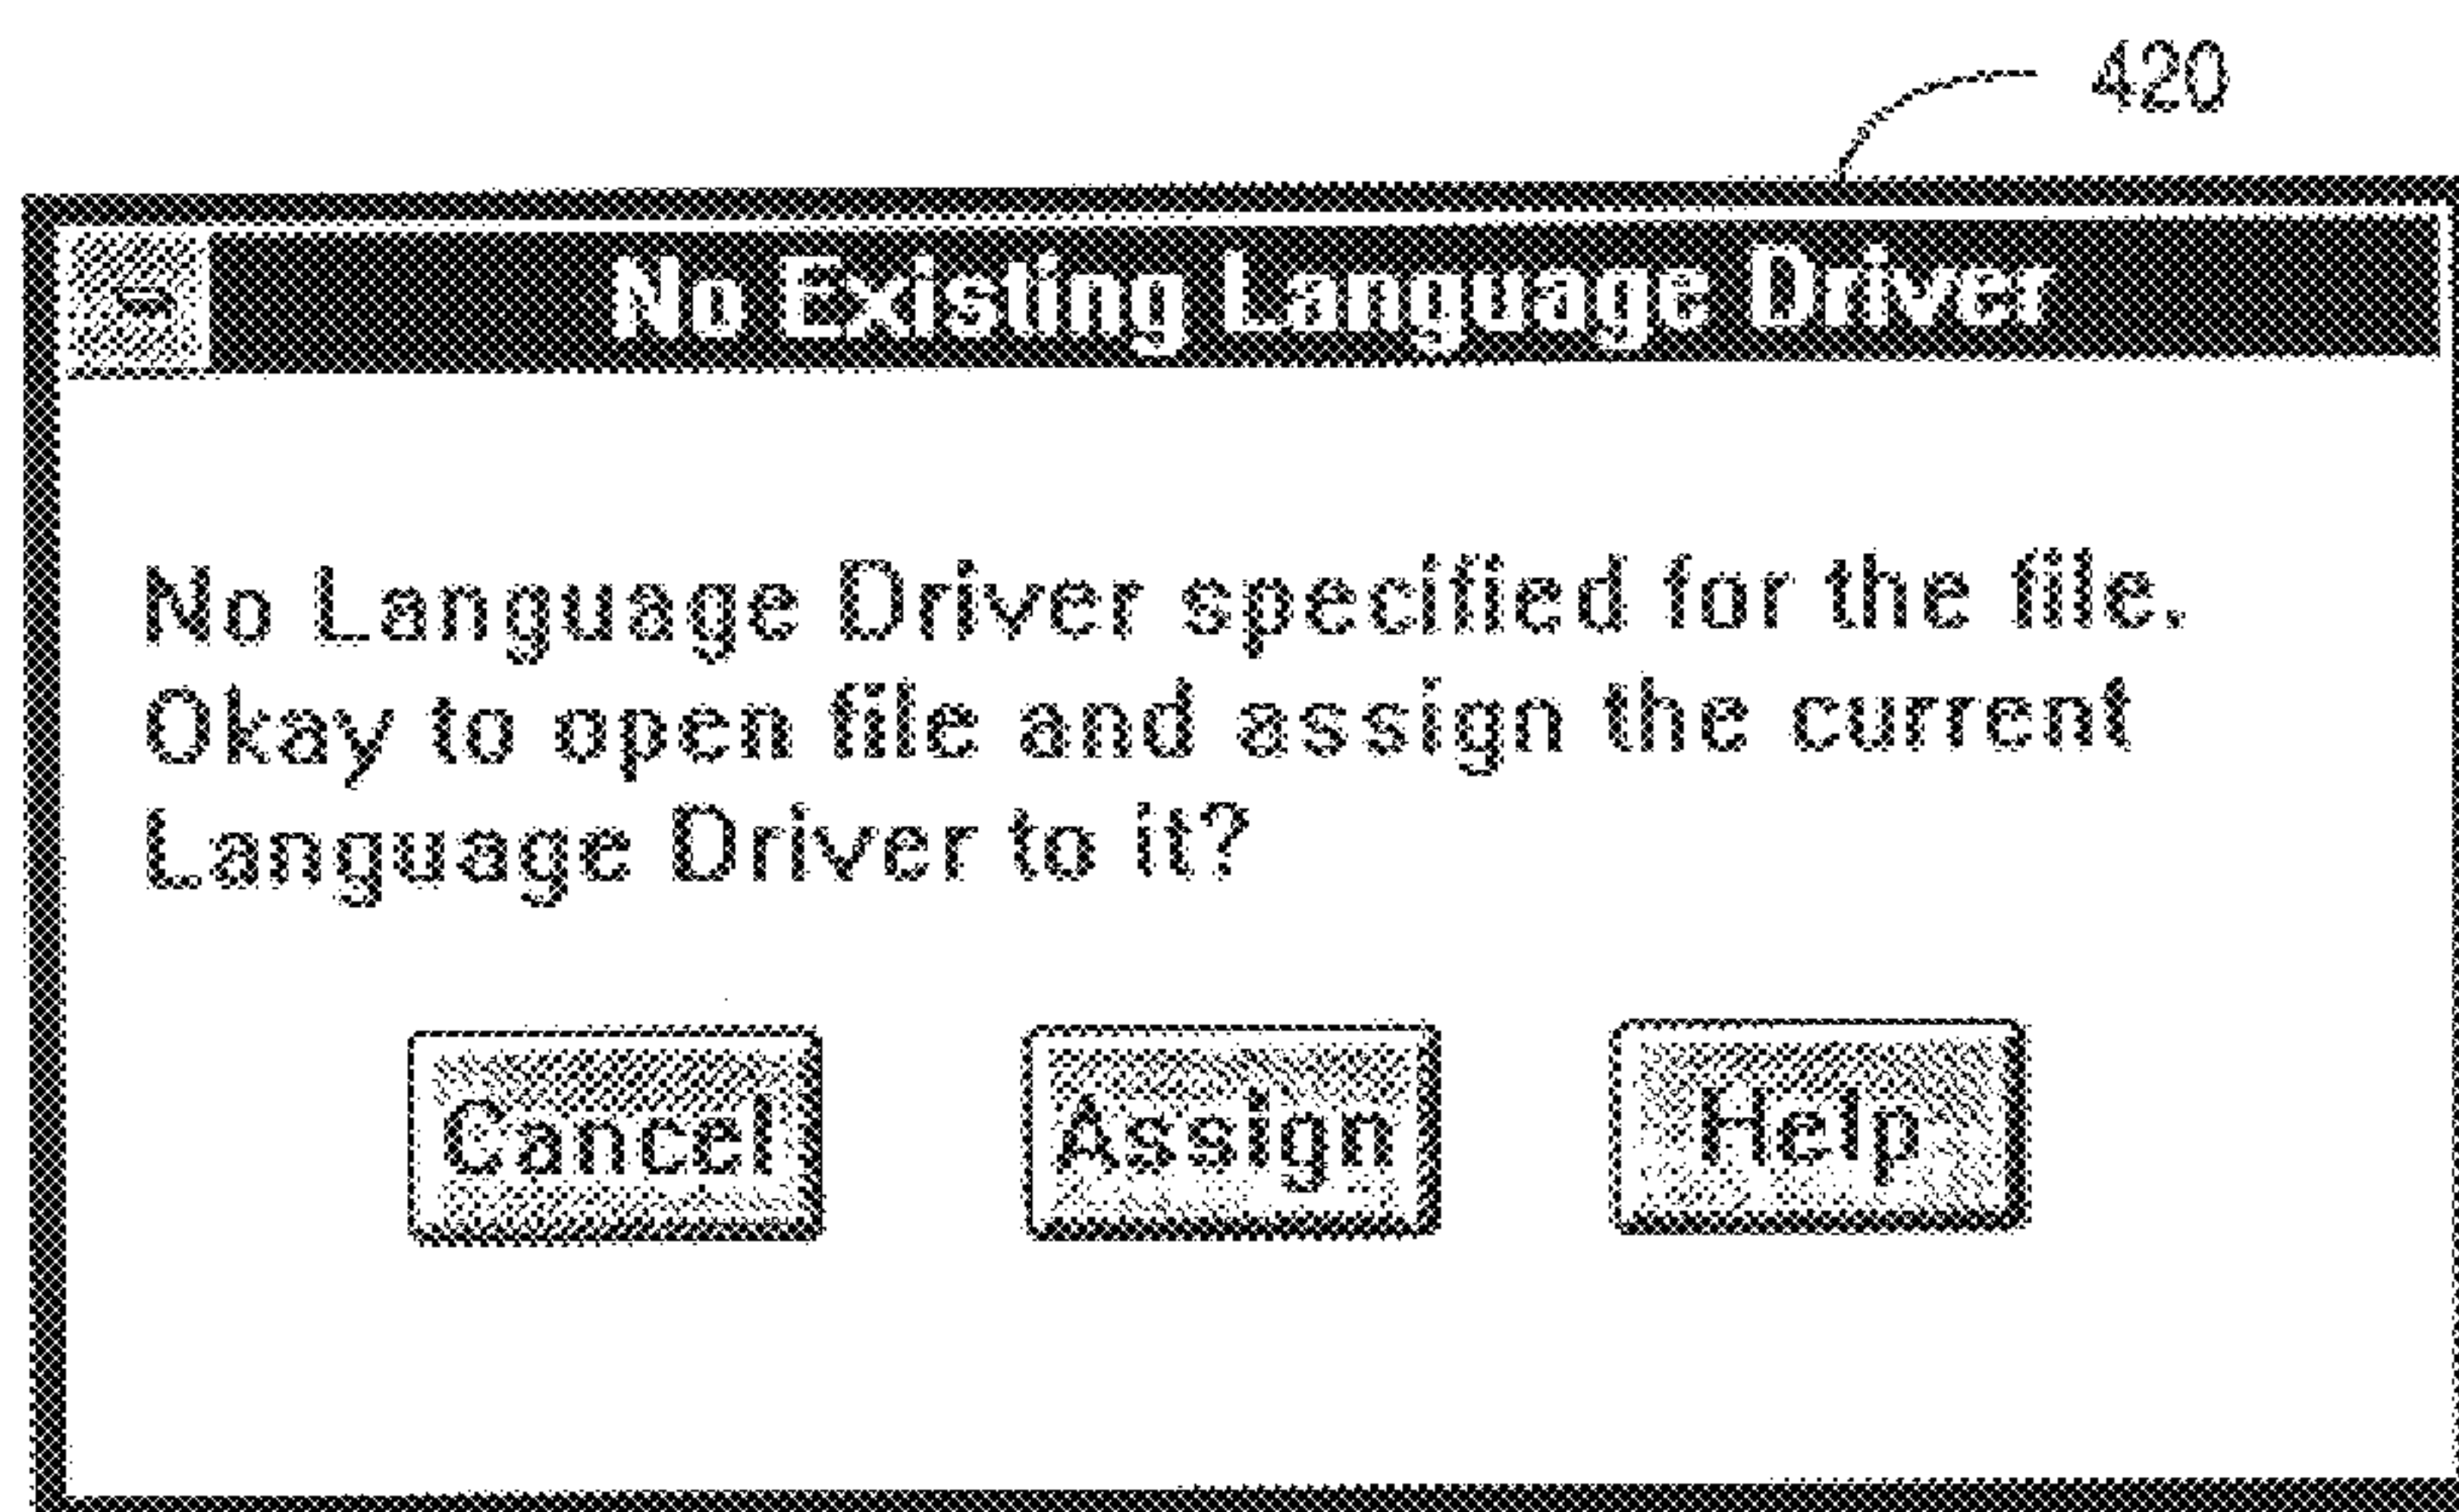 420
No Existing Language Driver
No Language Driver specified for the file.
Okay to open file and assign the current
Language Driver to it?
Cancel Assign Help